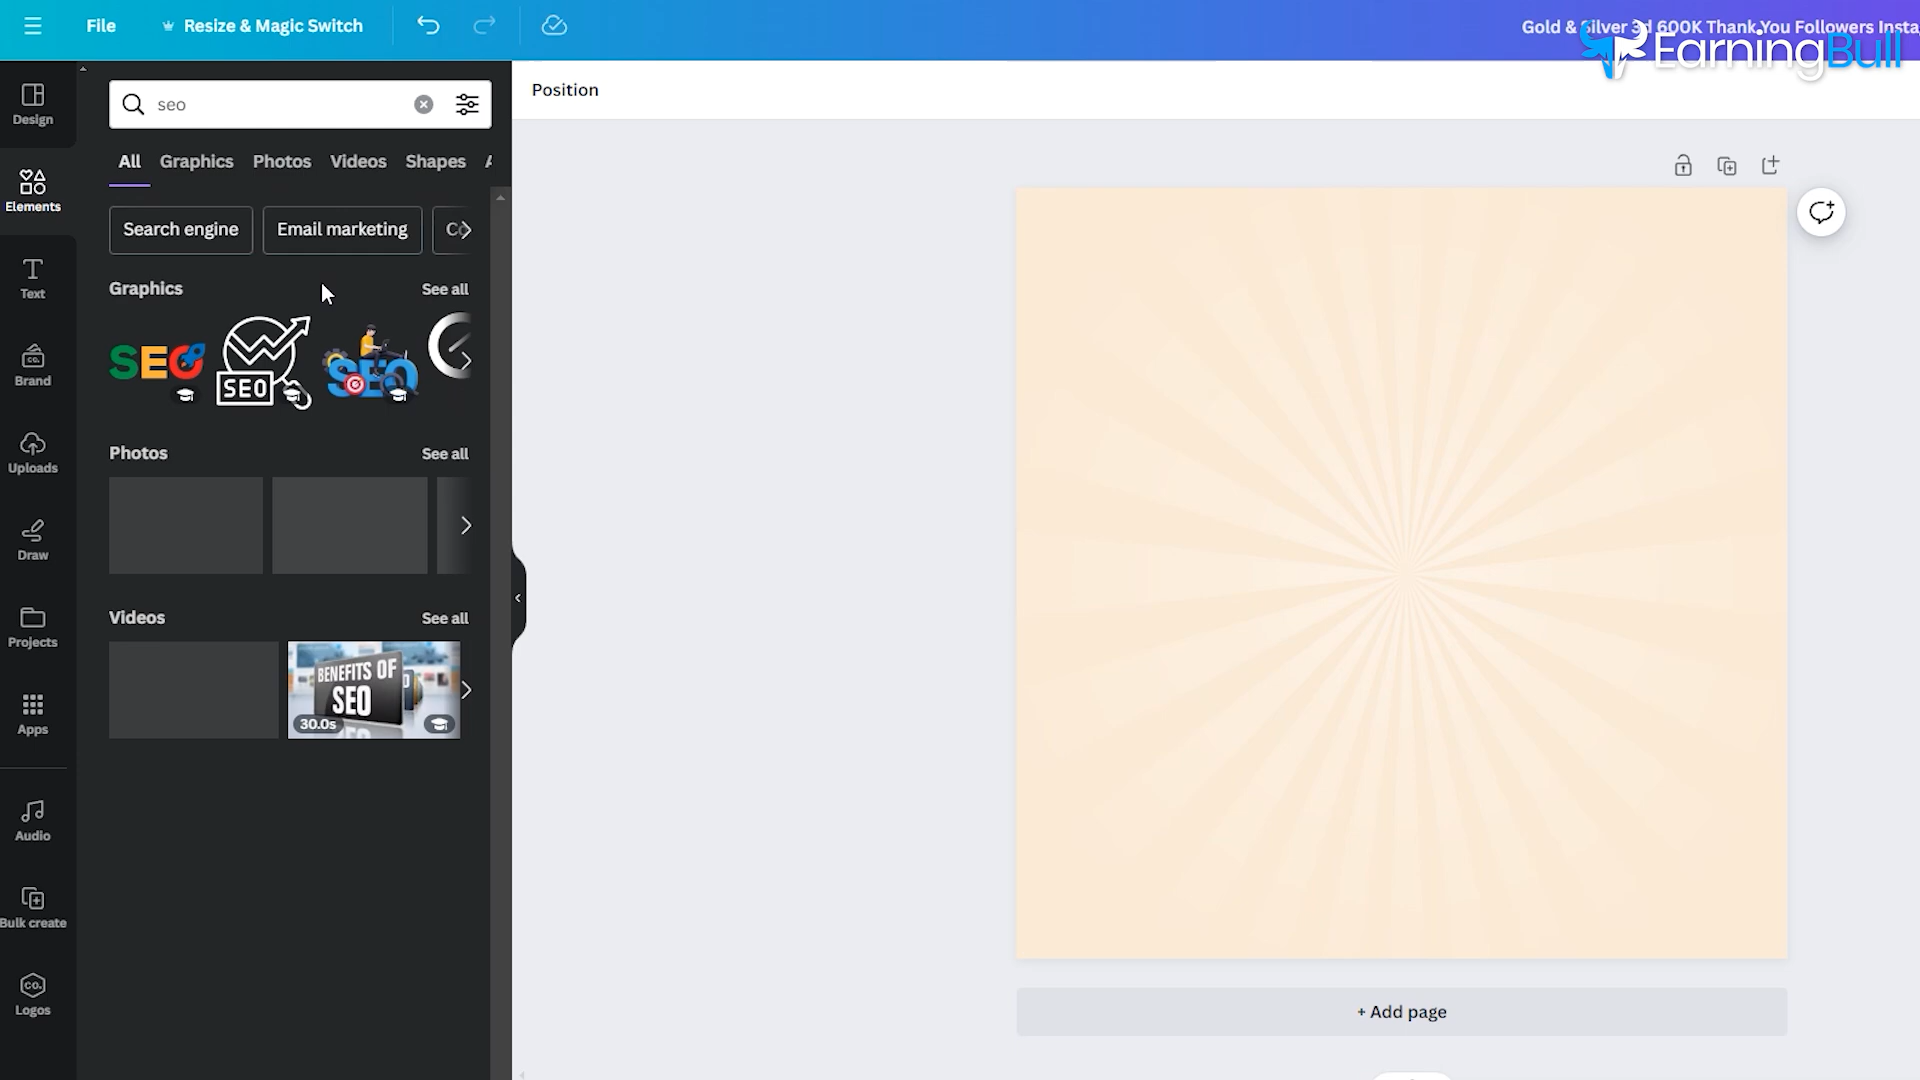 File
Resize & Magic Switch
Gold & Silver 3d 600K Thank You Followers Insta
EarningBull
Design
Elements
Text
Brand
Uploads
Draw
Projects
Apps
Audio
Bulk create
Logos
seo
All Graphics Photos Videos Shapes A
Search engine
Email marketing
Co
Graphics
See all
SEO
SEO
SEO
Photos
See all
Videos
See all
BENEFITS OF
SEO
30.0s
Position
+ Add page